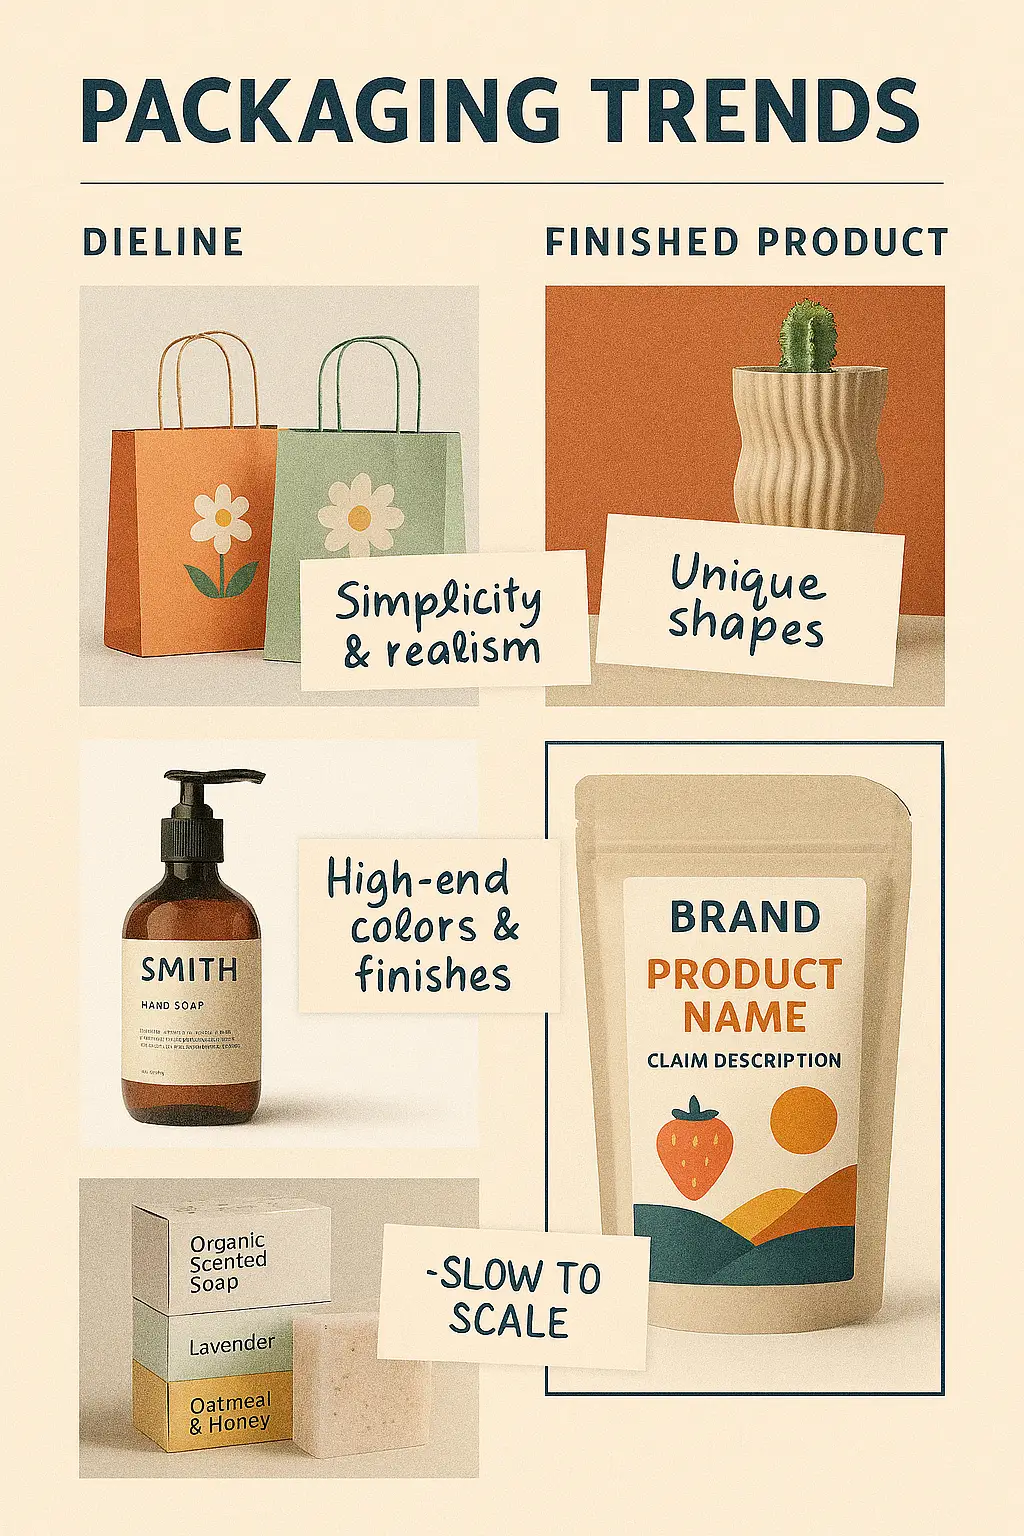 PACKAGING TRENDS
DIELINE
FINISHED PRODUCT
Simplicity
& realism
Unique
shapes
SMITH
HAND SOAP
High-end
colors &
finishes
BRAND
PRODUCT
NAME
CLAIM DESCRIPTION
Organic
Scented
Soap
Lavender
Oatmeal
& Honey
-SLOW TO
SCALE